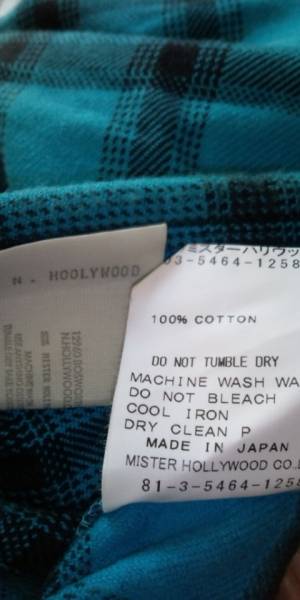 N. HOOLYWOOD
ミスターハリウッ
03-5464-1258
100% COTTON
DO NOT TUMBLE DRY
MACHINE WASH WA
DO NOT BLEACH
COOL IRON
DRY CLEAN P
MADE IN JAPAN
MISTER HOLLYWOOD CO.
81-3-5464-1258